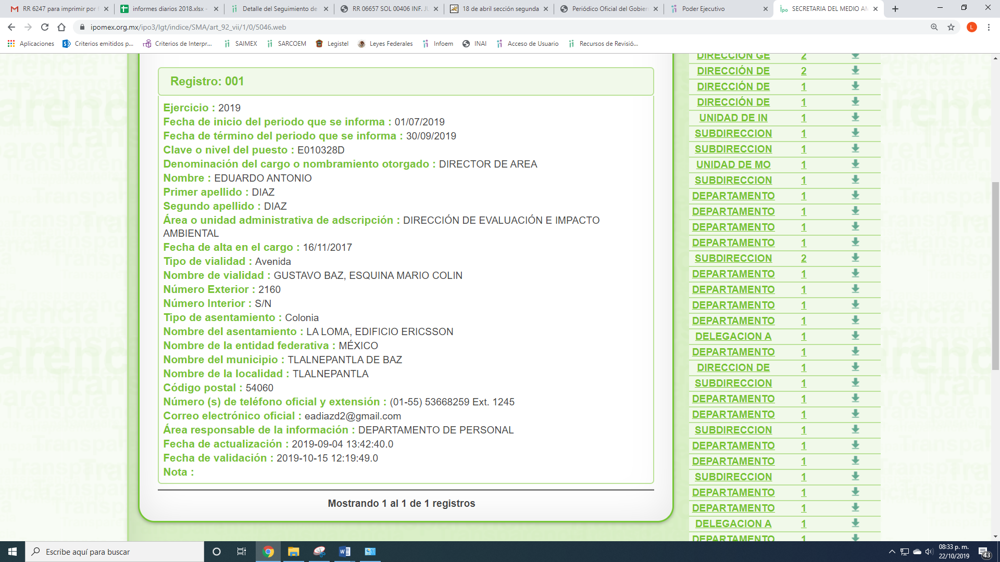 RR 6247 para imprimir por f
informes diarios 2018.xlsx -
Detalle del Seguimiento de
RR 06657 SOL 00406 INF. JU
18 de abril sección segunda
Periódico Oficial del Gobier
Poder Ejecutivo
SECRETARIA DEL MEDIO AM
ipomex.org.mx/ipo3/lgt/indice/SMA/art_92_vii/1/0/5046.web
L
Aplicaciones
Criterios emitidos p...
Criterios de Interpr...
SAIMEX
SARCOEM
Legistel
Leyes Federales
Infoem
INAI
Acceso de Usuario
Recursos de Revisió...
Registro: 001
Ejercicio : 2019
Fecha de inicio del periodo que se informa : 01/07/2019
Fecha de término del periodo que se informa : 30/09/2019
Clave o nivel del puesto : E010328D
Denominación del cargo o nombramiento otorgado : DIRECTOR DE AREA
Nombre : EDUARDO ANTONIO
Primer apellido : DIAZ
Segundo apellido : DIAZ
Área o unidad administrativa de adscripción : DIRECCIÓN DE EVALUACIÓN E IMPACTO
AMBIENTAL
Fecha de alta en el cargo : 16/11/2017
Tipo de vialidad : Avenida
Nombre de vialidad : GUSTAVO BAZ, ESQUINA MARIO COLIN
Número Exterior : 2160
Número Interior : S/N
Tipo de asentamiento : Colonia
Nombre del asentamiento : LA LOMA, EDIFICIO ERICSSON
Nombre de la entidad federativa : MÉXICO
Nombre del municipio : TLALNEPANTLA DE BAZ
Nombre de la localidad : TLALNEPANTLA
Código postal : 54060
Número (s) de teléfono oficial y extensión : (01-55) 53668259 Ext. 1245
Correo electrónico oficial : eadiazd2@gmail.com
Área responsable de la información : DEPARTAMENTO DE PERSONAL
Fecha de actualización : 2019-09-04 13:42:40.0
Fecha de validación : 2019-10-15 12:19:49.0
Nota :
Mostrando 1 al 1 de 1 registros
DIRECCIÓN GE 2
DIRECCIÓN DE 2
DIRECCIÓN DE 1
DIRECCIÓN DE 1
UNIDAD DE IN 1
SUBDIRECCION 1
SUBDIRECCION 1
UNIDAD DE MO 1
SUBDIRECCION 1
DEPARTAMENTO 1
DEPARTAMENTO 1
DEPARTAMENTO 1
DEPARTAMENTO 1
SUBDIRECCION 2
DEPARTAMENTO 1
DEPARTAMENTO 1
DEPARTAMENTO 1
DEPARTAMENTO 1
DELEGACION A 1
DEPARTAMENTO 1
DIRECCION DE 1
SUBDIRECCION 1
DEPARTAMENTO 1
DEPARTAMENTO 1
SUBDIRECCION 1
DEPARTAMENTO 1
DEPARTAMENTO 1
SUBDIRECCION 1
DEPARTAMENTO 1
DEPARTAMENTO 1
DELEGACION A 1
DEPARTAMENTO 1
Escribe aquí para buscar
08:33 p. m.
22/10/2019
43